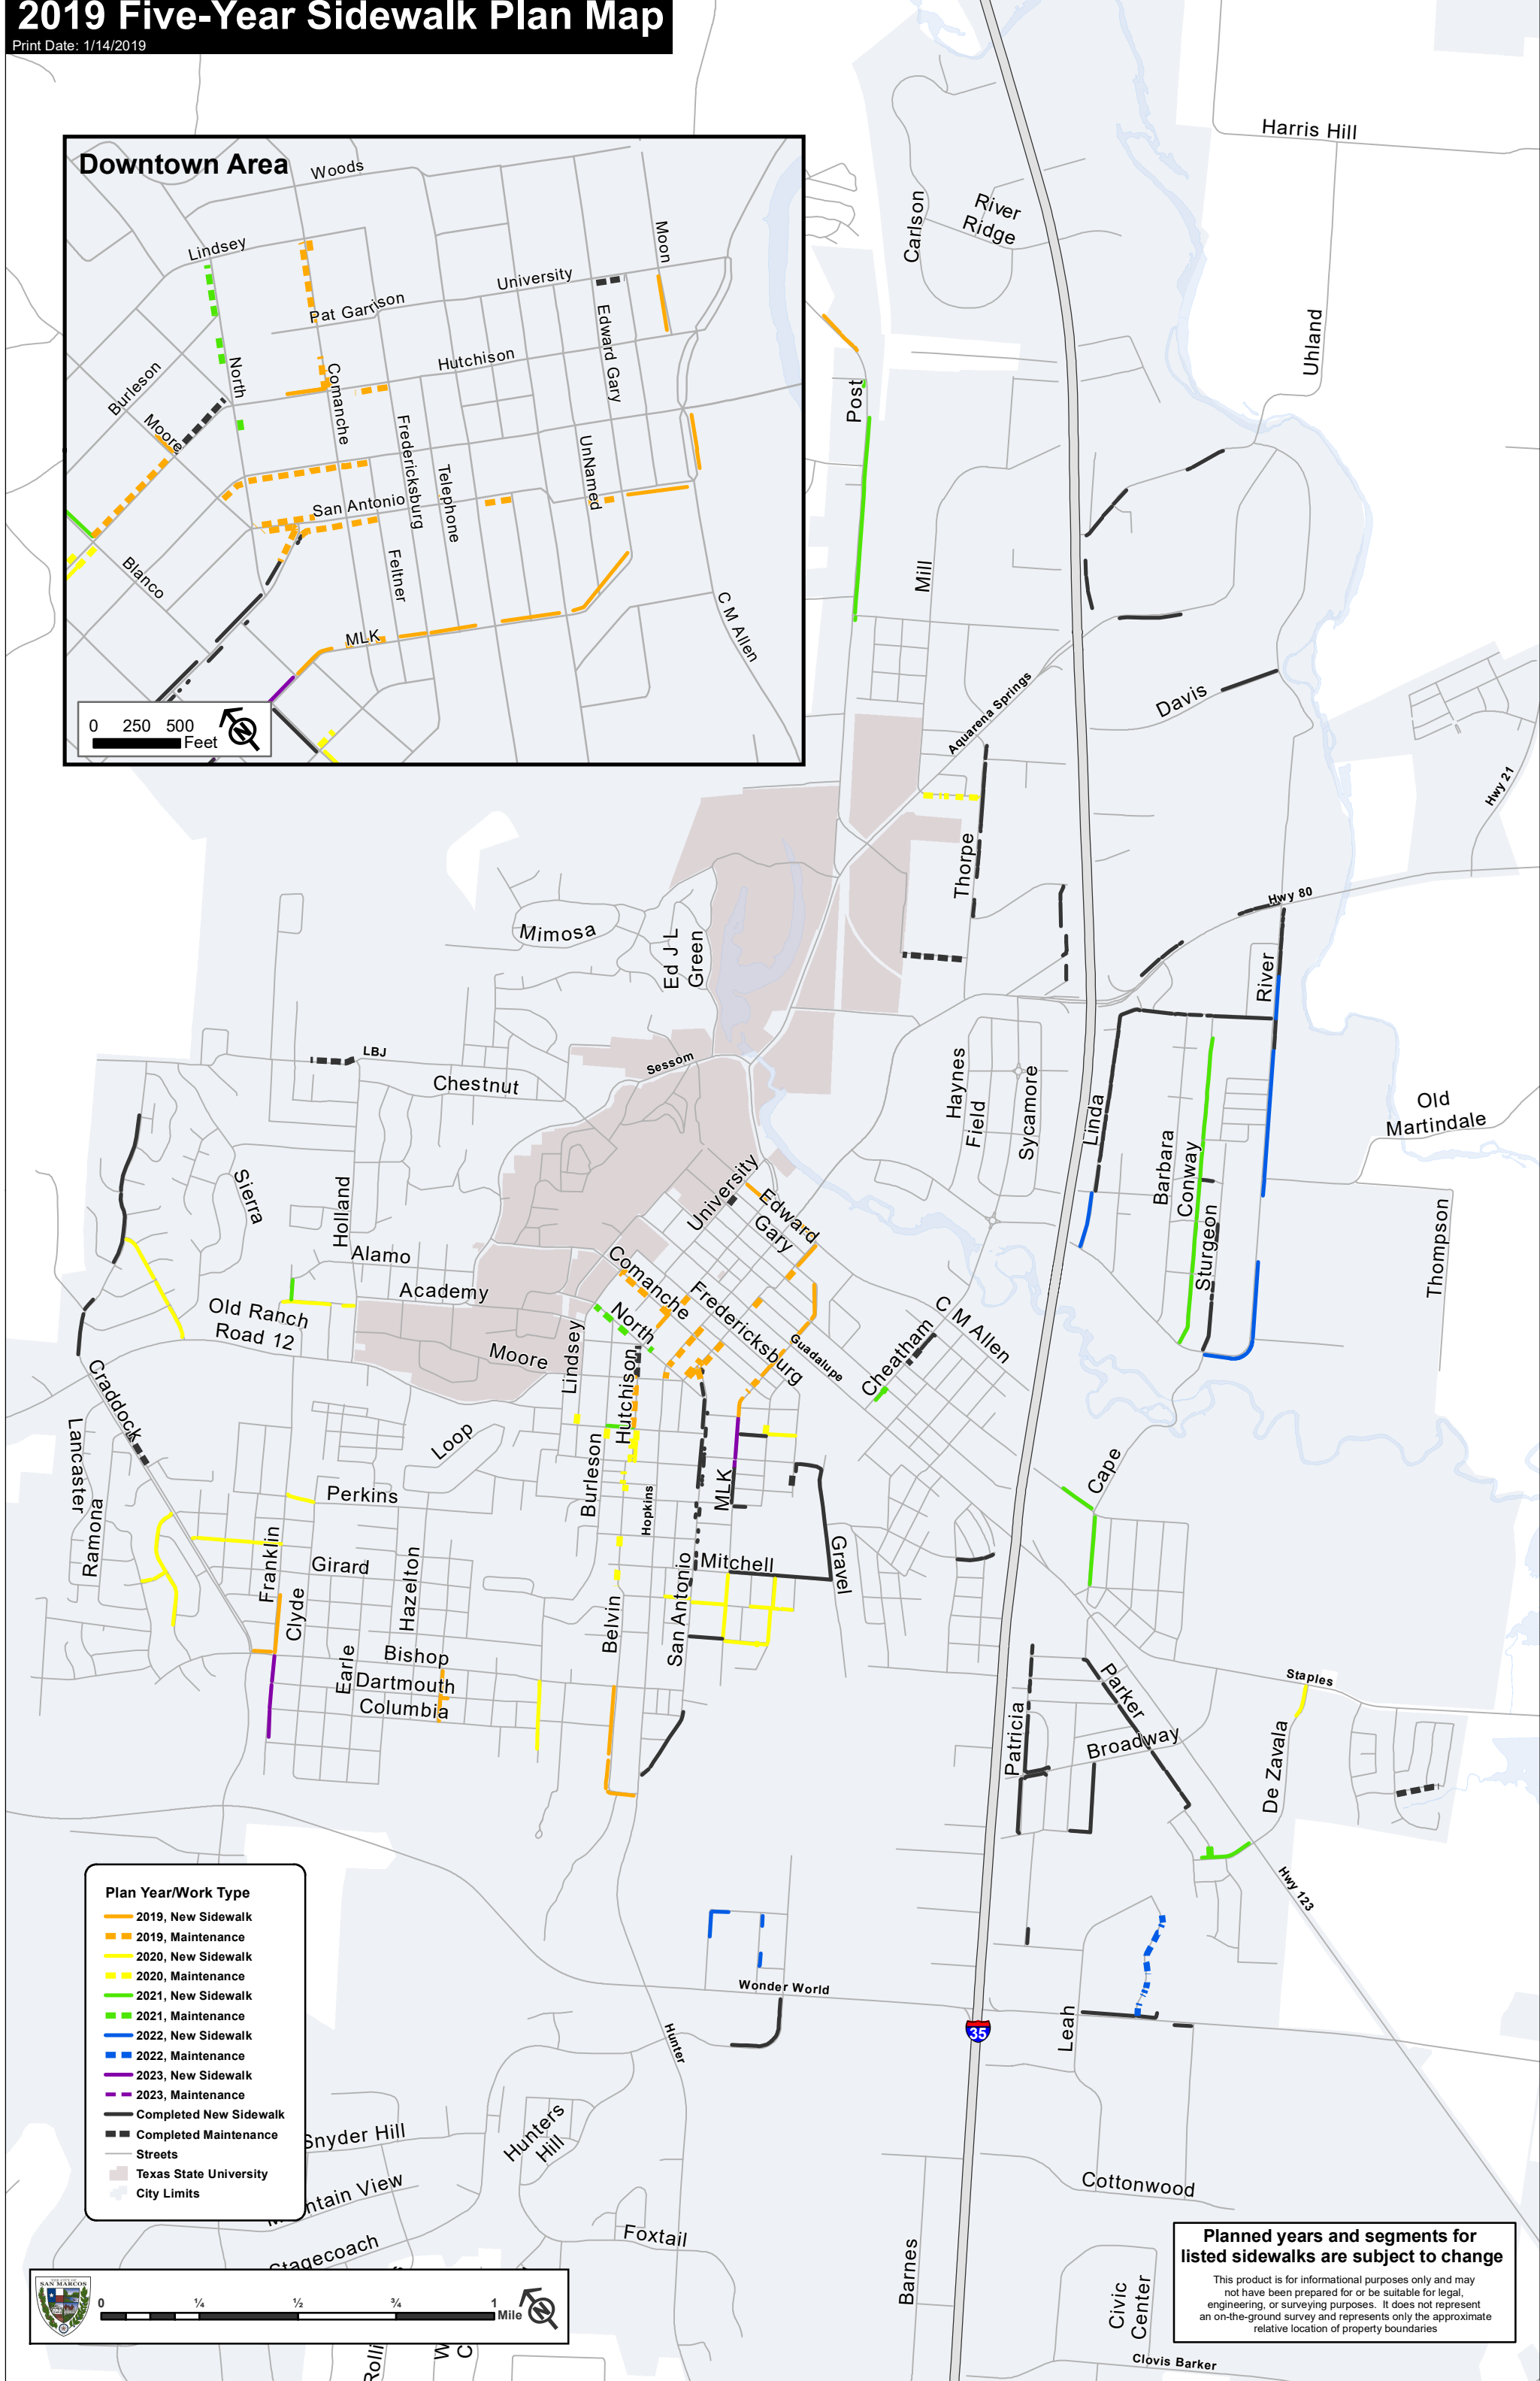 2019 Five-Year Sidewalk Plan Map
Print Date: 1/14/2019
Downtown Area
Woods
Lindsey
Moon
University
Pat Garrison
Edward Gary
Hutchison
North
Comanche
Burleson
Moore
Fredericksburg
Telephone
UnNamed
San Antonio
Feltner
Blanco
MLK
C M Allen
0 250 500
Feet
N
Harris Hill
Carlson
River
Ridge
Uhland
Post
Mill
Davis
Aquarena Springs
Hwy 21
Thorpe
Hwy 80
Mimosa
Ed J L
Green
River
LBJ
Sessom
Chestnut
Haynes
Field
Sycamore
Linda
Barbara
Conway
Sturgeon
Old
Martindale
Thompson
Sierra
Holland
Alamo
Academy
University
Edward
Gary
Comanche
Fredericksburg
North
Old Ranch
Road 12
Moore
Lindsey
Hutchison
Guadalupe
Cheatham
C M Allen
Craddock
Lancaster
Ramona
Loop
Burleson
Hopkins
MLK
Cape
Perkins
Franklin
Girard
Clyde
Hazelton
Mitchell
Gravel
Belvin
San Antonio
Earle
Bishop
Dartmouth
Columbia
Patricia
Parker
Broadway
Staples
De Zavala
Hwy 123
Wonder World
Hunter
Leah
35
Plan Year/Work Type
2019, New Sidewalk
2019, Maintenance
2020, New Sidewalk
2020, Maintenance
2021, New Sidewalk
2021, Maintenance
2022, New Sidewalk
2022, Maintenance
2023, New Sidewalk
2023, Maintenance
Completed New Sidewalk
Completed Maintenance
Streets
Texas State University
City Limits
Snyder Hill
Hunters
Hill
Stagecoach
Foxtail
Cottonwood
Barnes
Civic
Center
Clovis Barker
SAN MARCOS
0 ¼ ½ ¾ 1
Mile
N
Planned years and segments for
listed sidewalks are subject to change
This product is for informational purposes only and may
not have been prepared for or be suitable for legal,
engineering, or surveying purposes. It does not represent
an on-the-ground survey and represents only the approximate
relative location of property boundaries